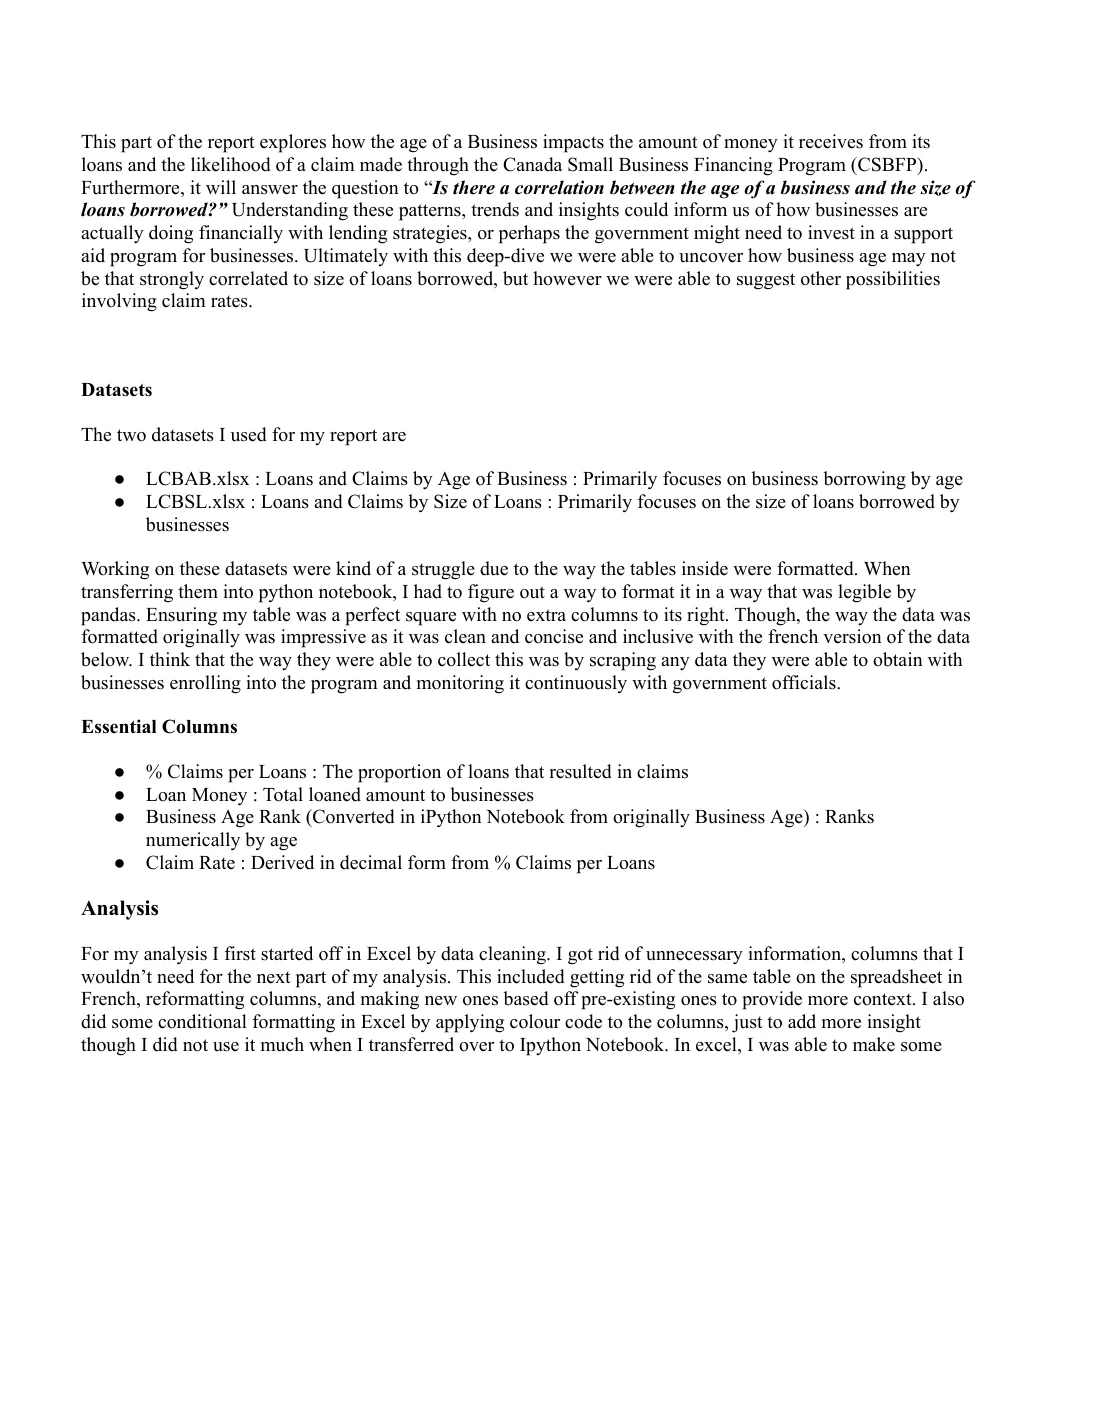 This part of the report explores how the age of a Business impacts the amount of money it receives from its
loans and the likelihood of a claim made through the Canada Small Business Financing Program (CSBFP).
Furthermore, it will answer the question to “Is there a correlation between the age of a business and the size of
loans borrowed?” Understanding these patterns, trends and insights could inform us of how businesses are
actually doing financially with lending strategies, or perhaps the government might need to invest in a support
aid program for businesses. Ultimately with this deep-dive we were able to uncover how business age may not
be that strongly correlated to size of loans borrowed, but however we were able to suggest other possibilities
involving claim rates.
Datasets
The two datasets I used for my report are
● LCBAB.xlsx : Loans and Claims by Age of Business : Primarily focuses on business borrowing by age
● LCBSL.xlsx : Loans and Claims by Size of Loans : Primarily focuses on the size of loans borrowed by
businesses
Working on these datasets were kind of a struggle due to the way the tables inside were formatted. When
transferring them into python notebook, I had to figure out a way to format it in a way that was legible by
pandas. Ensuring my table was a perfect square with no extra columns to its right. Though, the way the data was
formatted originally was impressive as it was clean and concise and inclusive with the french version of the data
below. I think that the way they were able to collect this was by scraping any data they were able to obtain with
businesses enrolling into the program and monitoring it continuously with government officials.
Essential Columns
● % Claims per Loans : The proportion of loans that resulted in claims
● Loan Money : Total loaned amount to businesses
● Business Age Rank (Converted in iPython Notebook from originally Business Age) : Ranks
numerically by age
● Claim Rate : Derived in decimal form from % Claims per Loans
Analysis
For my analysis I first started off in Excel by data cleaning. I got rid of unnecessary information, columns that I
wouldn’t need for the next part of my analysis. This included getting rid of the same table on the spreadsheet in
French, reformatting columns, and making new ones based off pre-existing ones to provide more context. I also
did some conditional formatting in Excel by applying colour code to the columns, just to add more insight
though I did not use it much when I transferred over to Ipython Notebook. In excel, I was able to make some